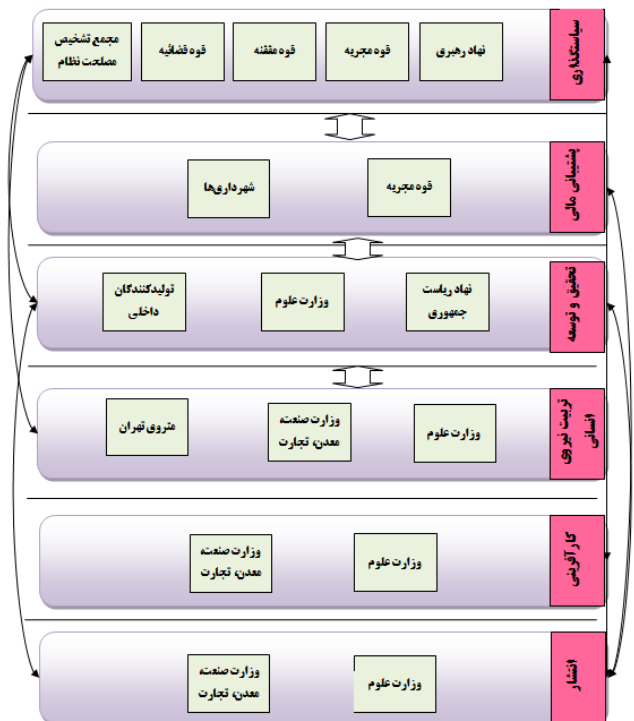 سیاستگذاری
نهاد رهبری
قوه مجریه
قوه مقننه
قوه قضائیه
مجمع تشخیص
مصلحت نظام
پشتیبانی مالی
قوه مجریه
شهرداری‌ها
تحقیق و توسعه
نهاد ریاست
جمهوری
وزارت علوم
تولیدکنندگان
داخلی
تربیت نیروی
انسانی
وزارت علوم
وزارت صنعت،
معدن، تجارت
متروی تهران
کارآفرینی
وزارت علوم
وزارت صنعت،
معدن، تجارت
انتشار
وزارت علوم
وزارت صنعت،
معدن، تجارت